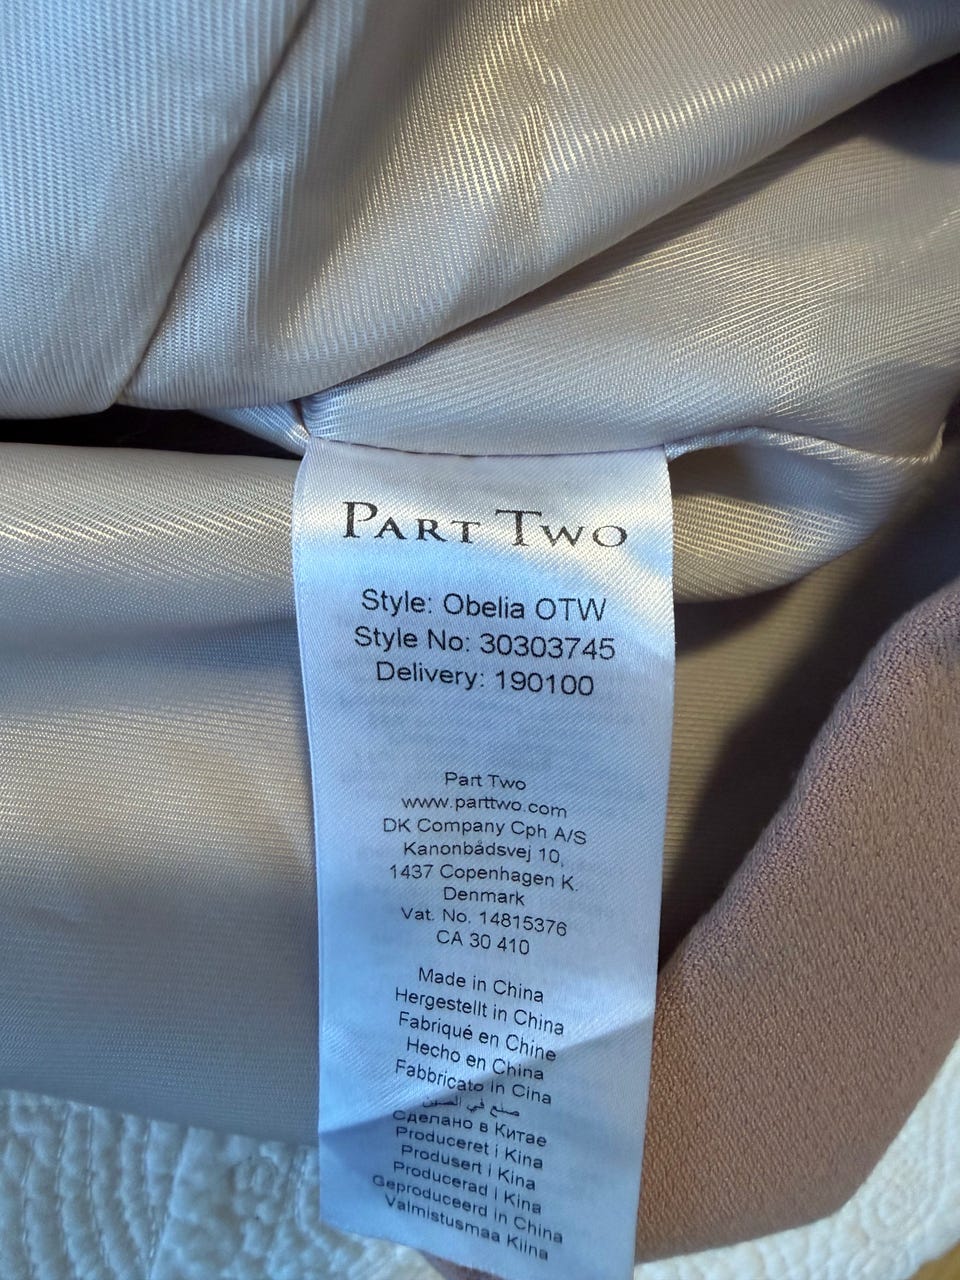 PART TWO
Style: Obelia OTW
Style No: 30303745
Delivery: 190100
Part Two
www.parttwo.com
DK Company Cph A/S
Kanonbådsvej 10,
1437 Copenhagen K.
Denmark
Vat. No. 14815376
CA 30 410
Made in China
Hergestellt in China
Fabriqué en Chine
Hecho en China
Fabbricato in Cina
صنع في الصين
Сделано в Китае
Produceret i Kina
Produsert i Kina
Producerad i Kina
Geproduceerd in China
Valmistusmaa Kiina